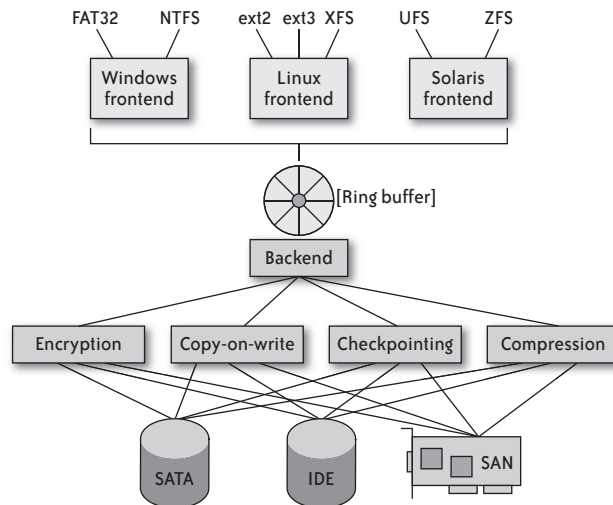 FAT32 NTFS ext2 ext3 XFS UFS ZFS
Windows frontend
Linux frontend
Solaris frontend
[Ring buffer]
Backend
Encryption Copy-on-write Checkpointing Compression
SATA IDE SAN